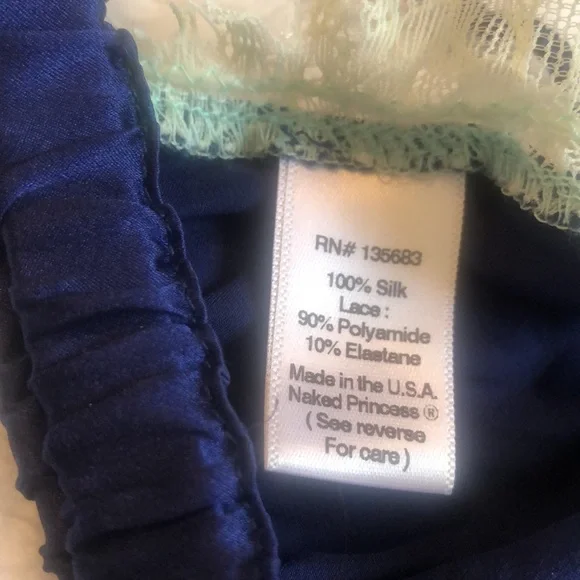 RN# 135683
100% Silk
Lace :
90% Polyamide
10% Elastane
Made in the U.S.A.
Naked Princess ®
( See reverse
For care )